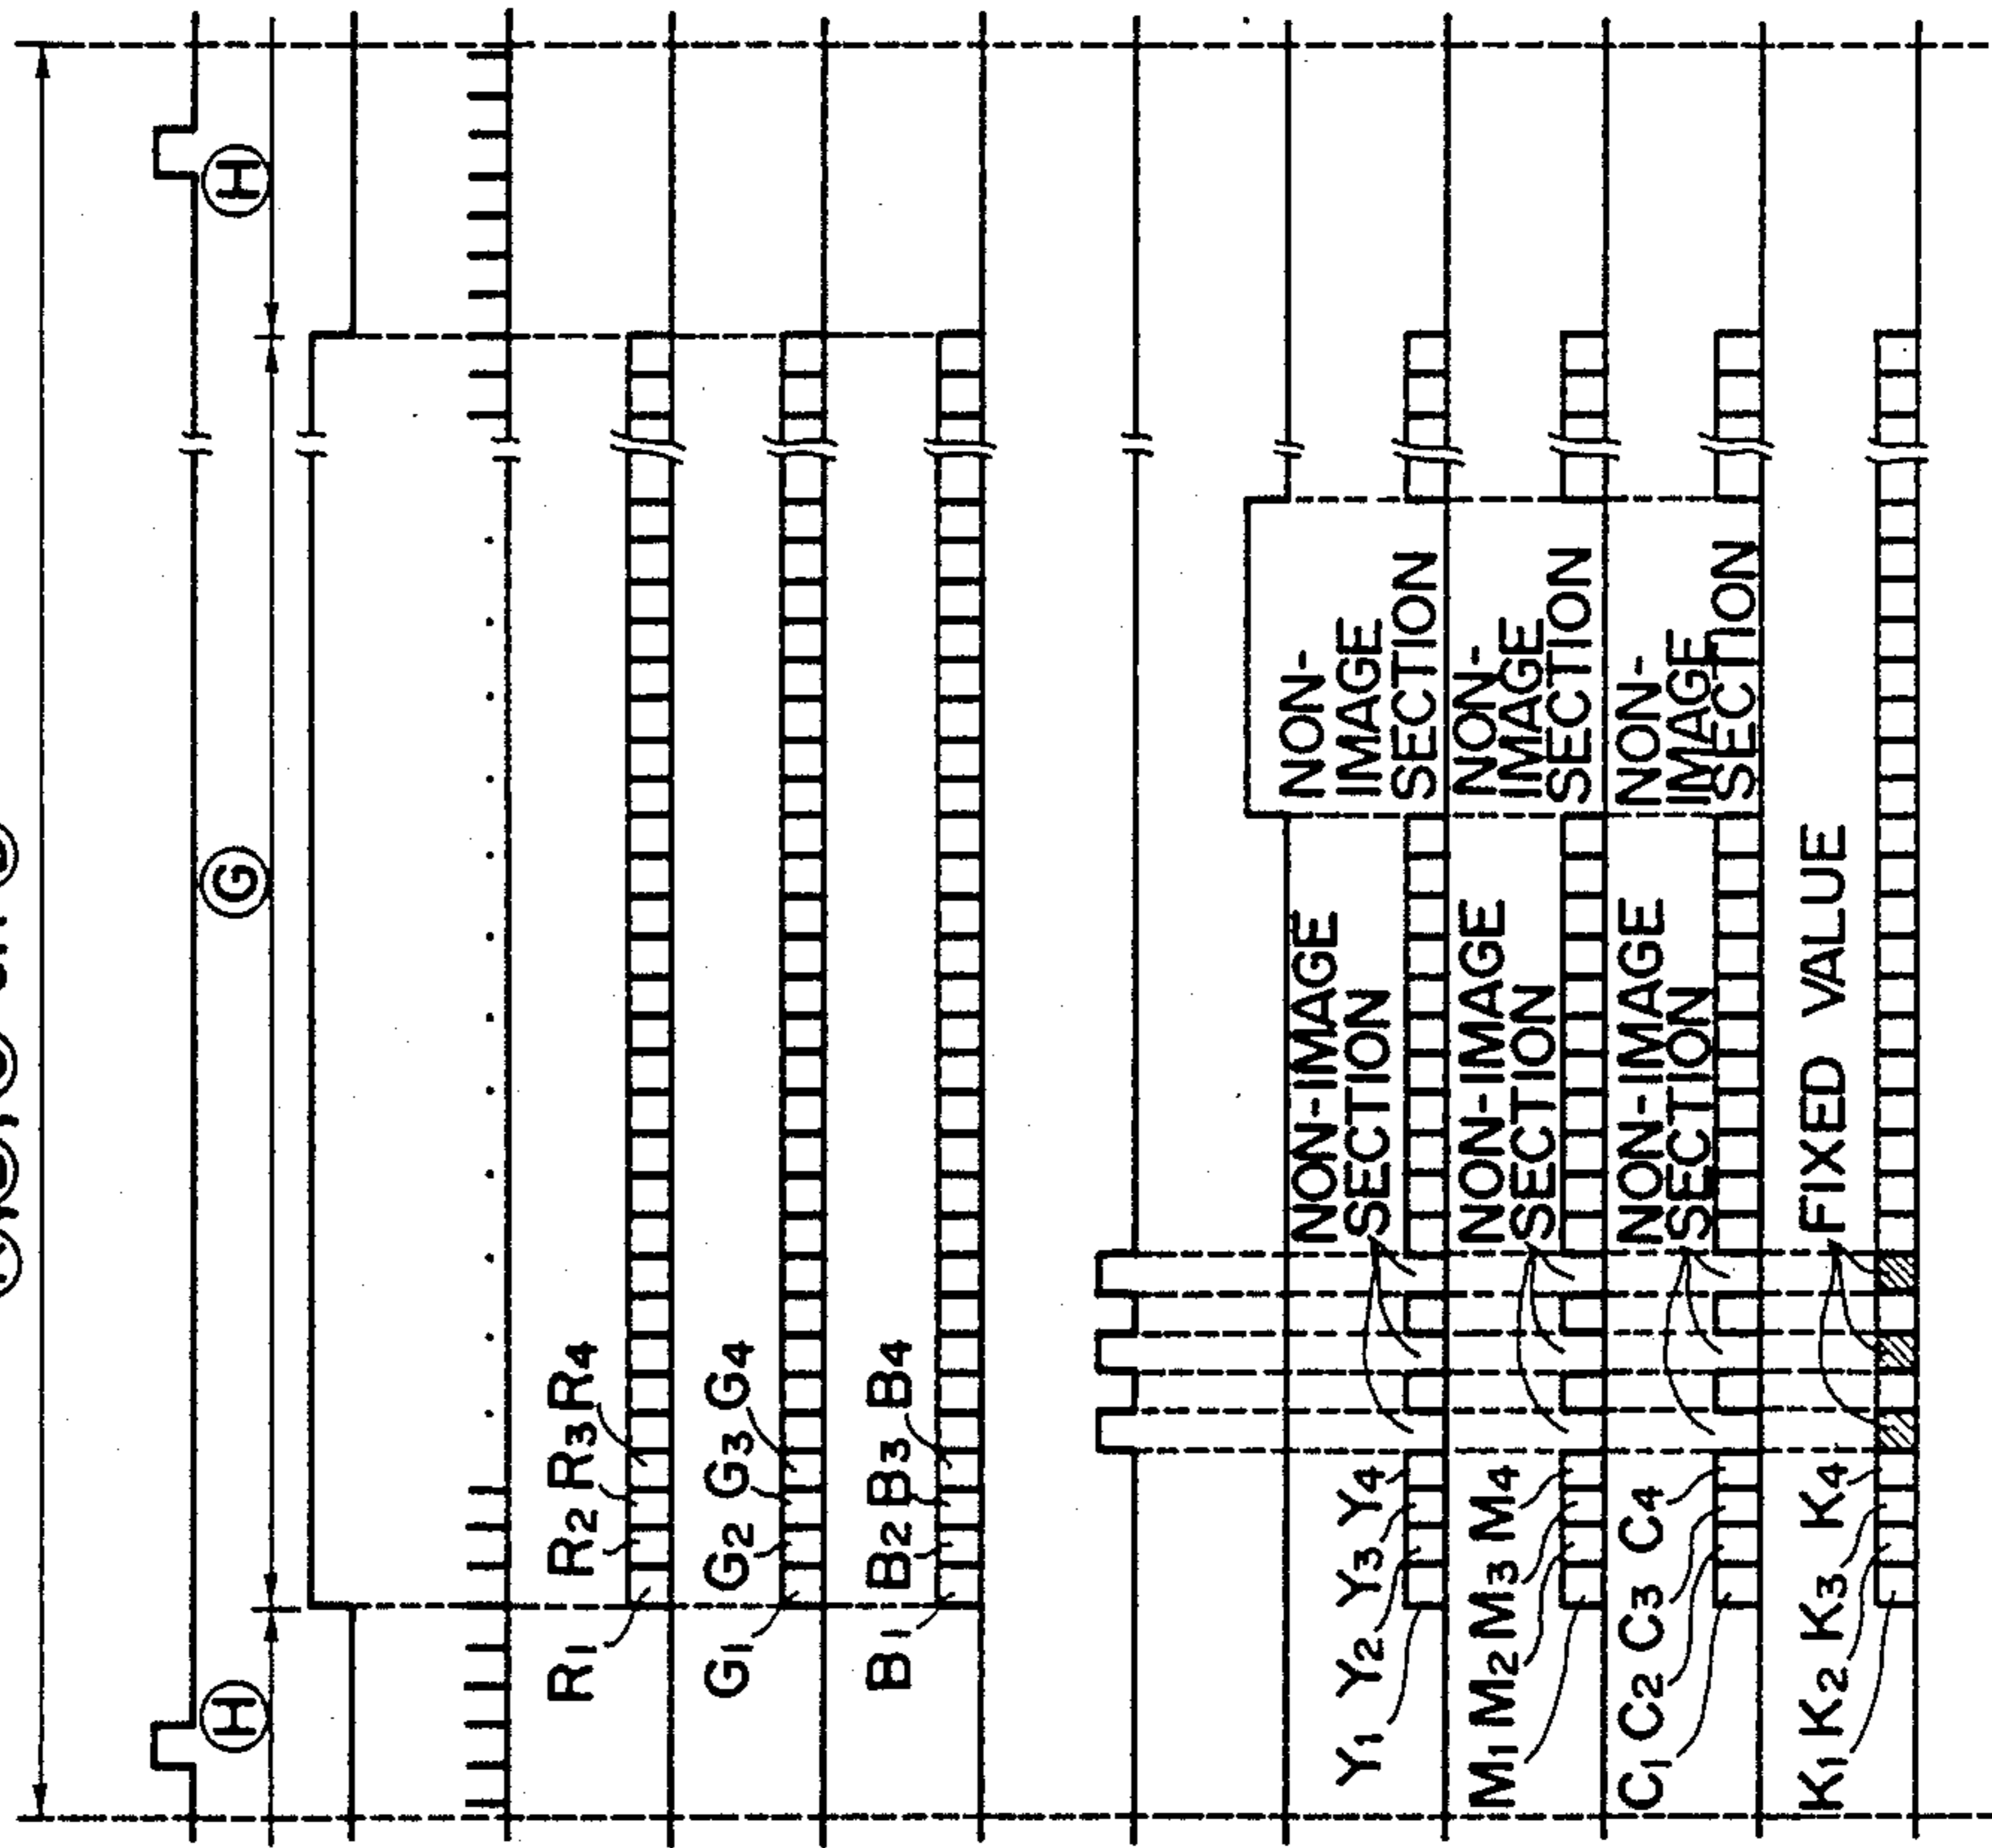 Ⓗ Ⓖ Ⓗ
R1 R2 R3 R4
G1 G2 G3 G4
B1 B2 B3 B4
NON-IMAGE
SECTION
NON-
IMAGE
SECTION
Y1 Y2 Y3 Y4
NON-IMAGE
SECTION
NON-
IMAGE
SECTION
M1 M2 M3 M4
NON-IMAGE
SECTION
NON-
IMAGE
SECTION
C1 C2 C3 C4
FIXED VALUE
K1 K2 K3 K4